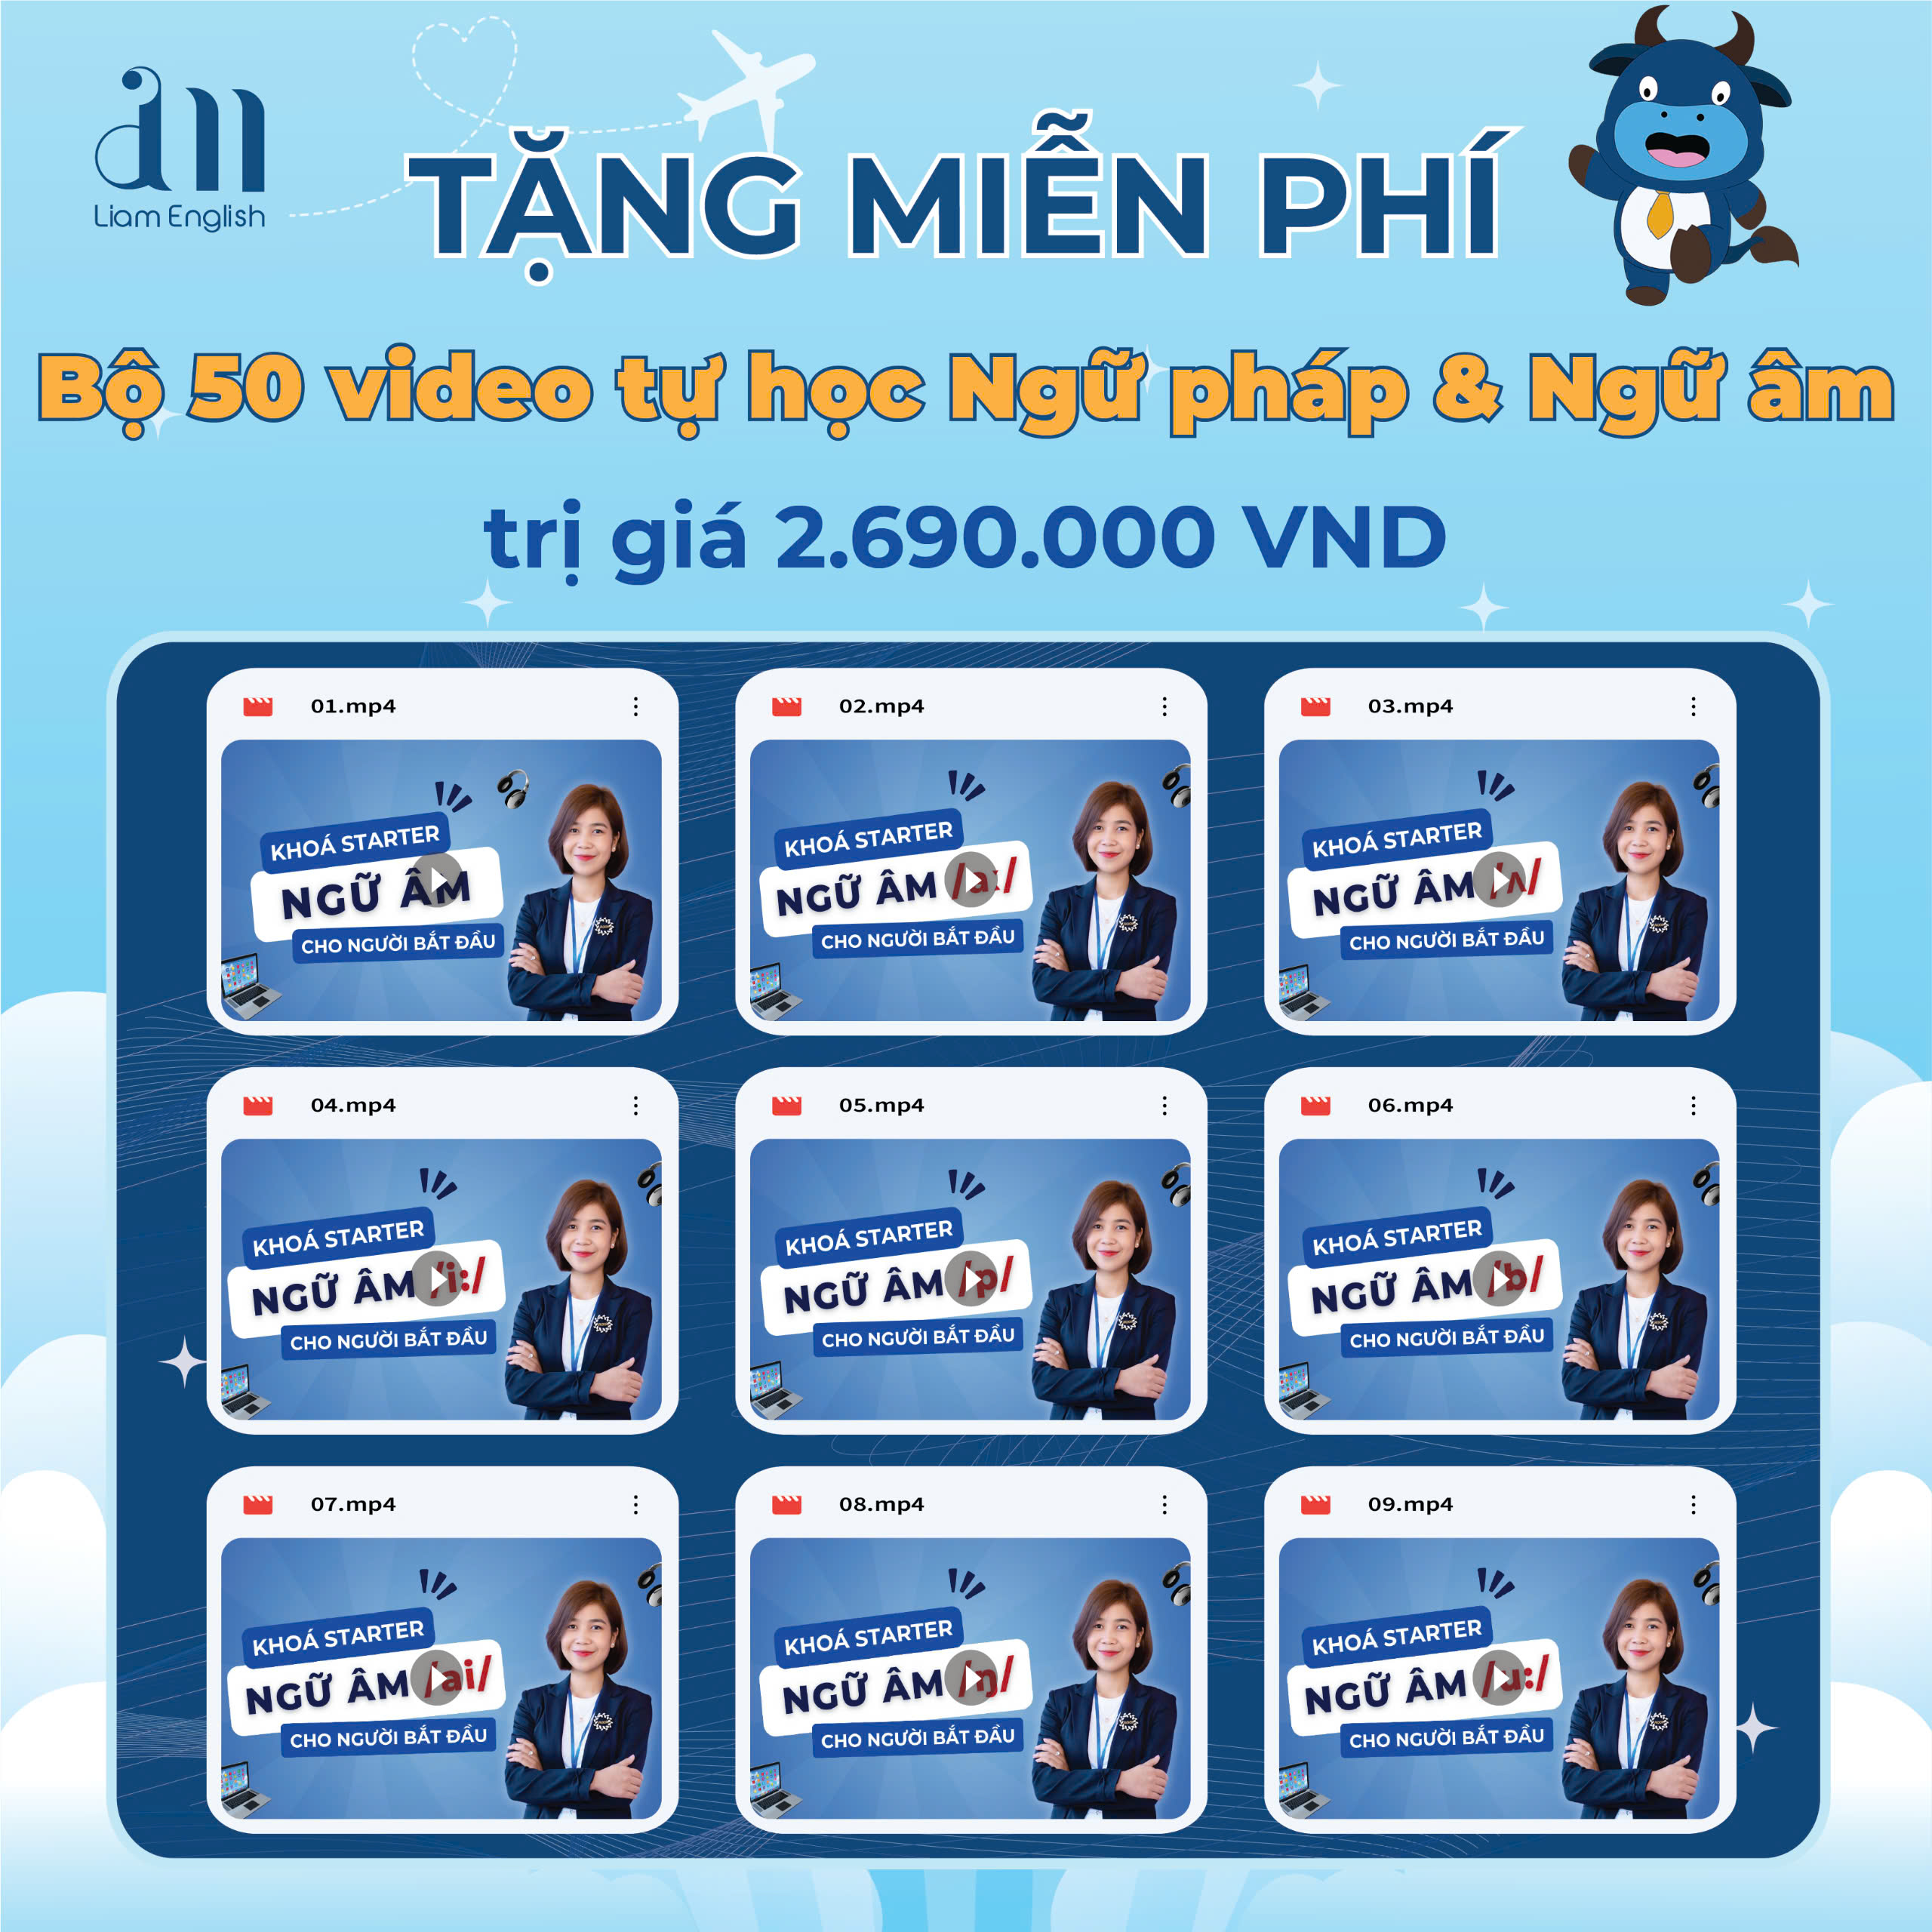 Liam English
TẶNG MIỄN PHÍ
Bộ 50 video tự học Ngữ pháp & Ngữ âm
trị giá 2.690.000 VND
01.mp4
KHOÁ STARTER
NGỮ ÂM
CHO NGƯỜI BẮT ĐẦU
02.mp4
KHOÁ STARTER
NGỮ ÂM /a:/
CHO NGƯỜI BẮT ĐẦU
03.mp4
KHOÁ STARTER
NGỮ ÂM /ʌ/
CHO NGƯỜI BẮT ĐẦU
04.mp4
KHOÁ STARTER
NGỮ ÂM /i:/
CHO NGƯỜI BẮT ĐẦU
05.mp4
KHOÁ STARTER
NGỮ ÂM /p/
CHO NGƯỜI BẮT ĐẦU
06.mp4
KHOÁ STARTER
NGỮ ÂM /b/
CHO NGƯỜI BẮT ĐẦU
07.mp4
KHOÁ STARTER
NGỮ ÂM /ai/
CHO NGƯỜI BẮT ĐẦU
08.mp4
KHOÁ STARTER
NGỮ ÂM /ŋ/
CHO NGƯỜI BẮT ĐẦU
09.mp4
KHOÁ STARTER
NGỮ ÂM /u:/
CHO NGƯỜI BẮT ĐẦU